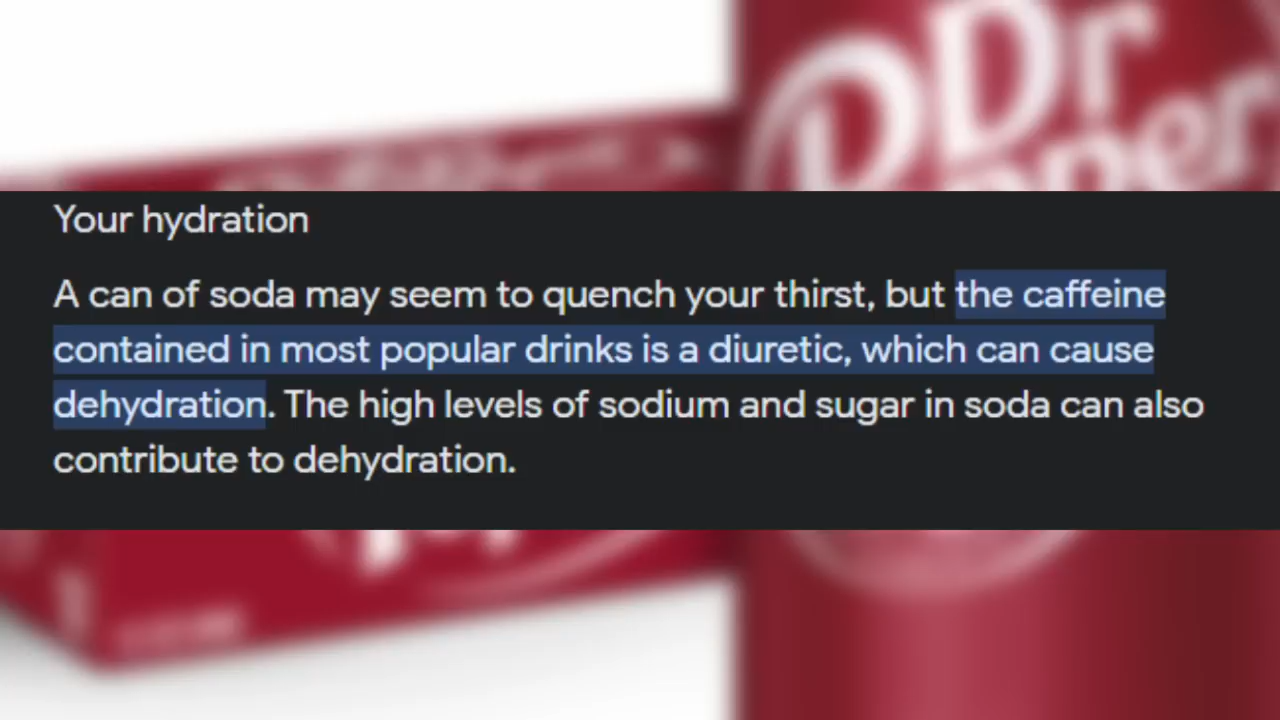 Dr
Pepper
Your hydration
A can of soda may seem to quench your thirst, but the caffeine
contained in most popular drinks is a diuretic, which can cause
dehydration. The high levels of sodium and sugar in soda can also
contribute to dehydration.